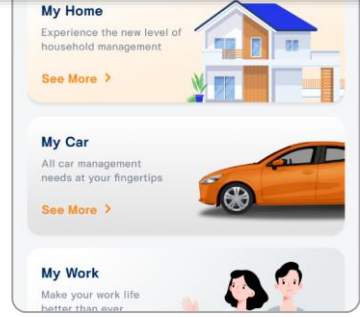 My Home
Experience the new level of
household management
See More >
My Car
All car management
needs at your fingertips
See More >
My Work
Make your work life
better than ever